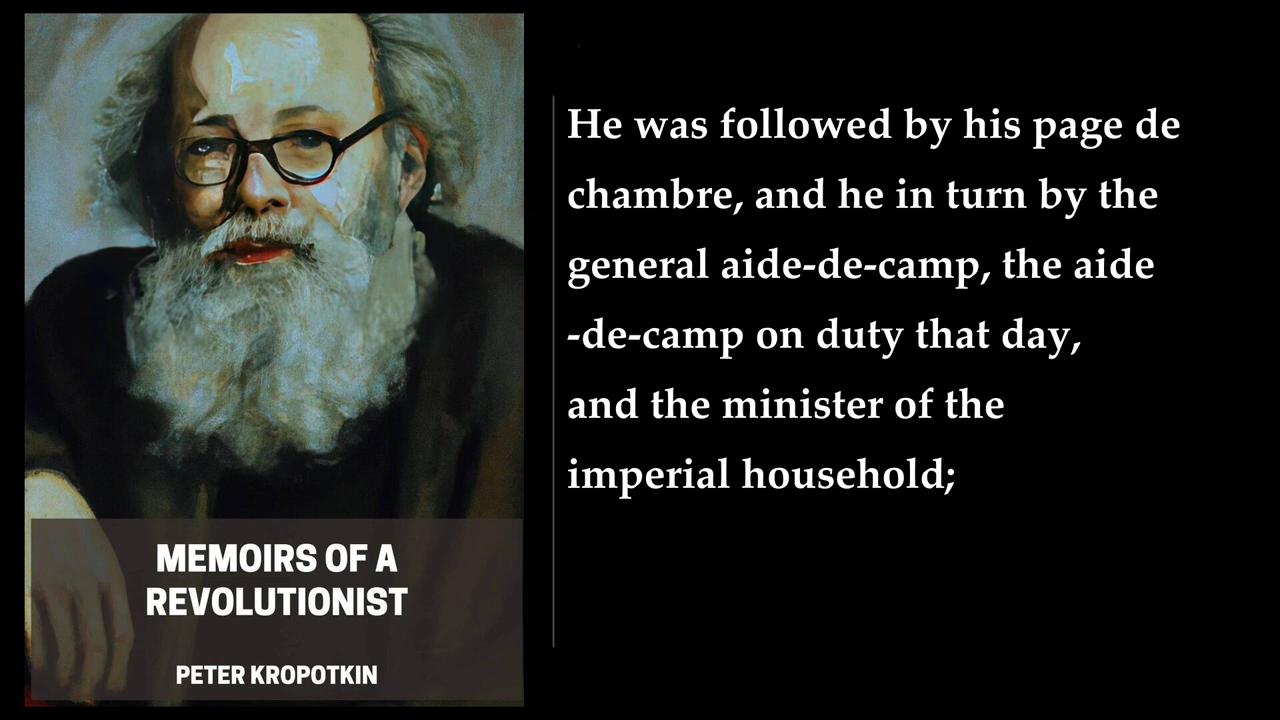 He was followed by his page de
chambre, and he in turn by the
general aide-de-camp, the aide
-de-camp on duty that day,
and the minister of the
imperial household;
MEMOIRS OF A
REVOLUTIONIST
PETER KROPOTKIN